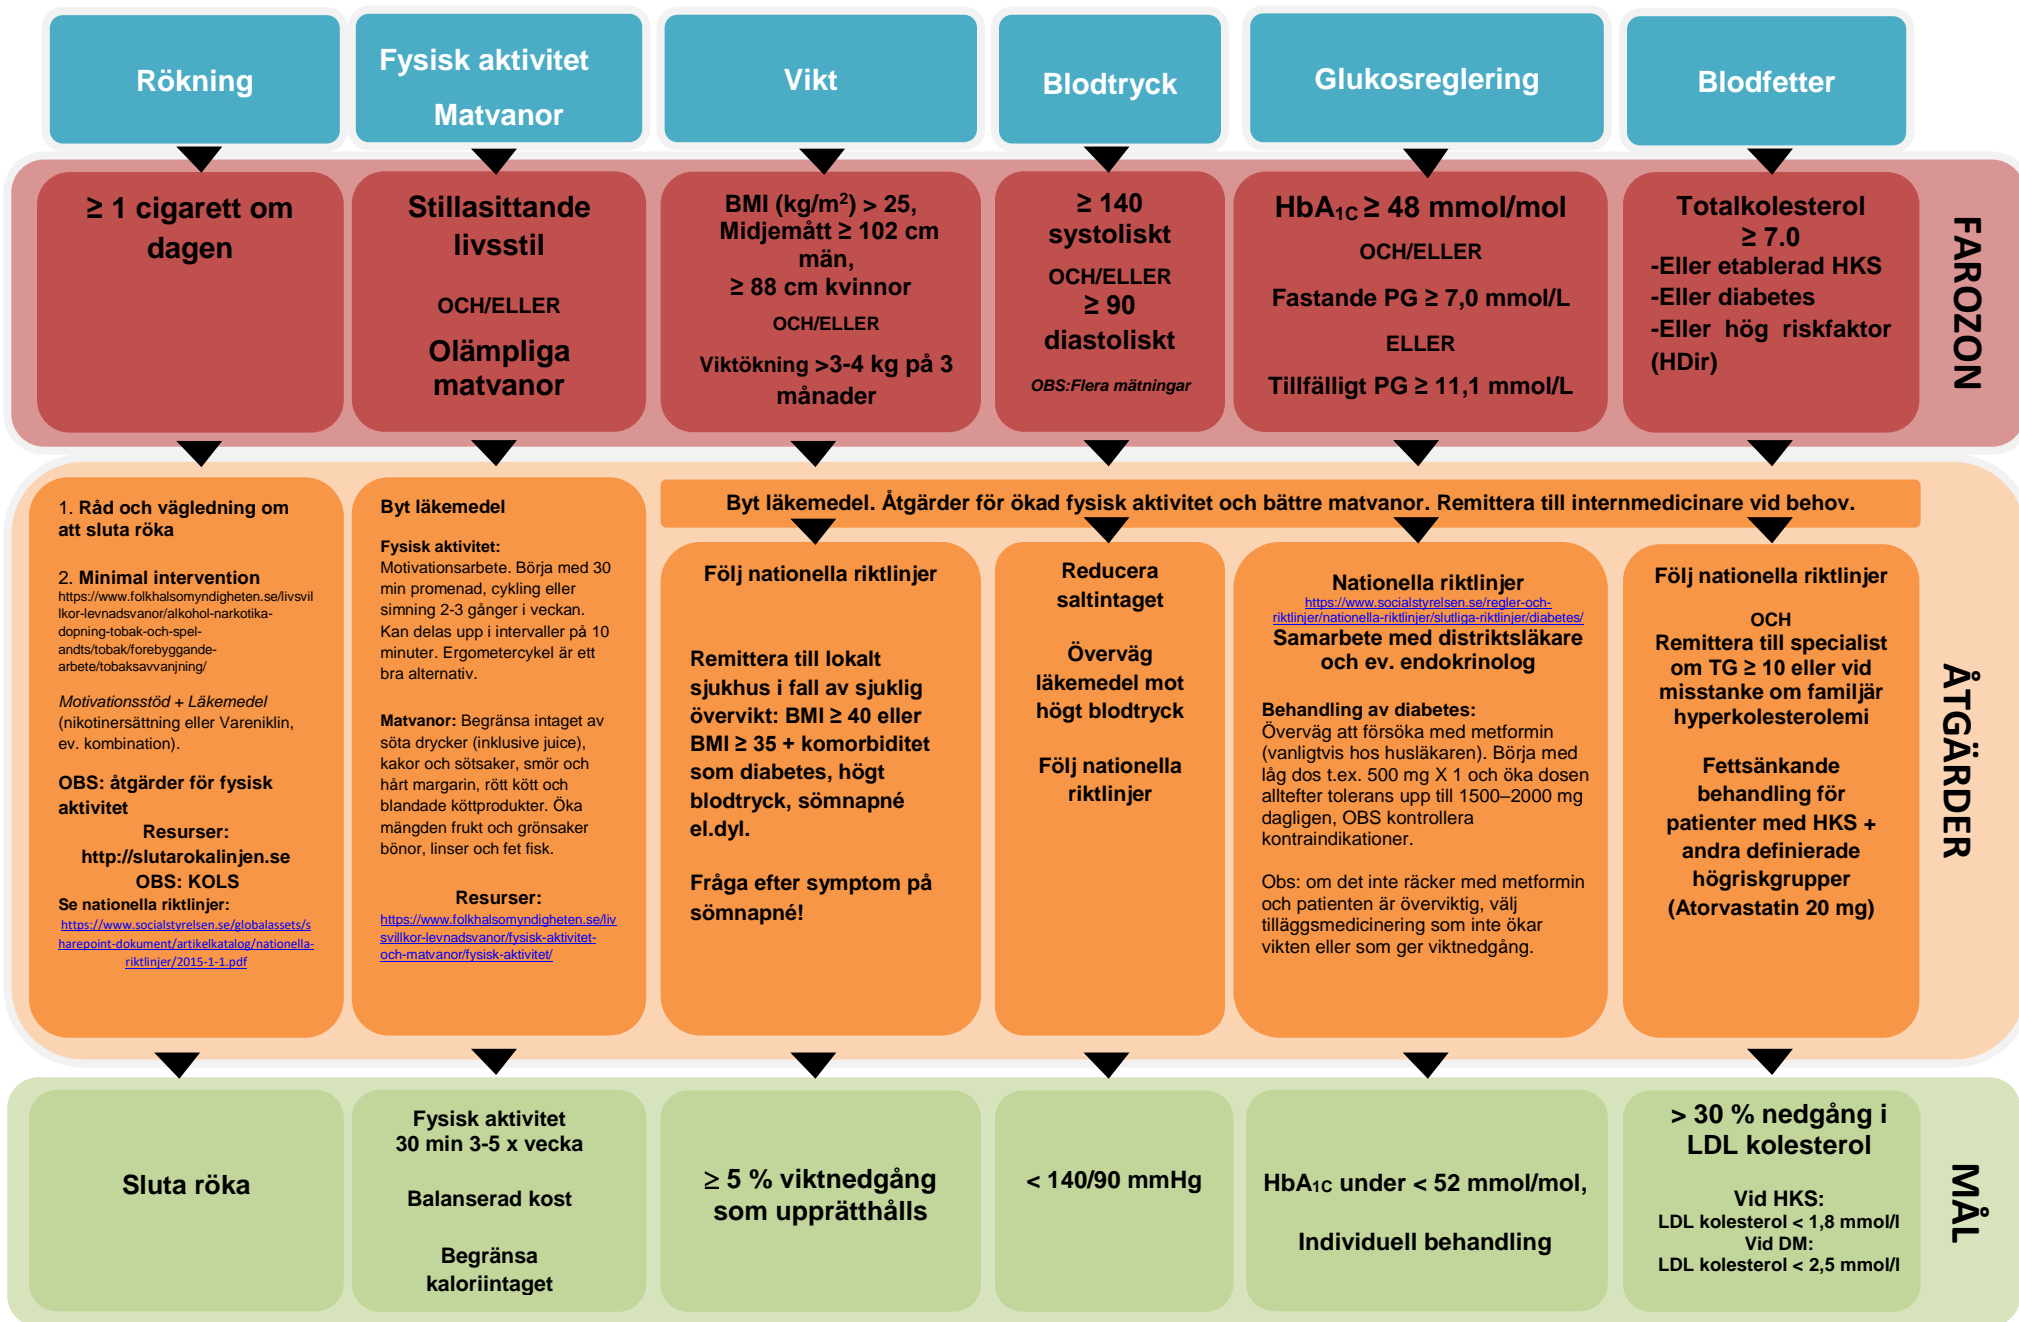 Rökning
Fysisk aktivitet
Matvanor
Vikt
Blodtryck
Glukosreglering
Blodfetter
FAROZON
≥ 1 cigarett om
dagen
Stillasittande
livsstil
OCH/ELLER
Olämpliga
matvanor
BMI (kg/m²) > 25,
Midjemått ≥ 102 cm
män,
≥ 88 cm kvinnor
OCH/ELLER
Viktökning >3-4 kg på 3
månader
≥ 140
systoliskt
OCH/ELLER
≥ 90
diastoliskt
OBS:Flera mätningar
HbA1C ≥ 48 mmol/mol
OCH/ELLER
Fastande PG ≥ 7,0 mmol/L
ELLER
Tillfälligt PG ≥ 11,1 mmol/L
Totalkolesterol
≥ 7.0
-Eller etablerad HKS
-Eller diabetes
-Eller hög riskfaktor
(HDir)
ÅTGÄRDER
1. Råd och vägledning om
att sluta röka
2. Minimal intervention
https://www.folkhalsomyndigheten.se/livsvil
lkor-levnadsvanor/alkohol-narkotika-
dopning-tobak-och-spel-
andts/tobak/forebyggande-
arbete/tobaksavvanjning/
Motivationsstöd + Läkemedel
(nikotinersättning eller Vareniklin,
ev. kombination).
OBS: åtgärder för fysisk
aktivitet
Resurser:
http://slutarokalinjen.se
OBS: KOLS
Se nationella riktlinjer:
https://www.socialstyrelsen.se/globalassets/s
harepoint-dokument/artikelkatalog/nationella-
riktlinjer/2015-1-1.pdf
Byt läkemedel
Fysisk aktivitet:
Motivationsarbete. Börja med 30
min promenad, cykling eller
simning 2-3 gånger i veckan.
Kan delas upp i intervaller på 10
minuter. Ergometercykel är ett
bra alternativ.
Matvanor: Begränsa intaget av
söta drycker (inklusive juice),
kakor och sötsaker, smör och
hårt margarin, rött kött och
blandade köttprodukter. Öka
mängden frukt och grönsaker
bönor, linser och fet fisk.
Resurser:
https://www.folkhalsomyndigheten.se/liv
svillkor-levnadsvanor/fysisk-aktivitet-
och-matvanor/fysisk-aktivitet/
Byt läkemedel. Åtgärder för ökad fysisk aktivitet och bättre matvanor. Remittera till internmedicinare vid behov.
Följ nationella riktlinjer
Remittera till lokalt
sjukhus i fall av sjuklig
övervikt: BMI ≥ 40 eller
BMI ≥ 35 + komorbiditet
som diabetes, högt
blodtryck, sömnapné
el.dyl.
Fråga efter symptom på
sömnapné!
Reducera
saltintaget
Överväg
läkemedel mot
högt blodtryck
Följ nationella
riktlinjer
Nationella riktlinjer
https://www.socialstyrelsen.se/regler-och-
riktlinjer/nationella-riktlinjer/slutliga-riktlinjer/diabetes/
Samarbete med distriktsläkare
och ev. endokrinolog
Behandling av diabetes:
Överväg att försöka med metformin
(vanligtvis hos husläkaren). Börja med
låg dos t.ex. 500 mg X 1 och öka dosen
alltefter tolerans upp till 1500–2000 mg
dagligen, OBS kontrollera
kontraindikationer.
Obs: om det inte räcker med metformin
och patienten är överviktig, välj
tilläggsmedicinering som inte ökar
vikten eller som ger viktnedgång.
Följ nationella riktlinjer
OCH
Remittera till specialist
om TG ≥ 10 eller vid
misstanke om familjär
hyperkolesterolemi
Fettsänkande
behandling för
patienter med HKS +
andra definierade
högriskgrupper
(Atorvastatin 20 mg)
MÅL
Sluta röka
Fysisk aktivitet
30 min 3-5 x vecka
Balanserad kost
Begränsa
kaloriintaget
≥ 5 % viktnedgång
som upprätthålls
< 140/90 mmHg
HbA1C under < 52 mmol/mol,
Individuell behandling
> 30 % nedgång i
LDL kolesterol
Vid HKS:
LDL kolesterol < 1,8 mmol/l
Vid DM:
LDL kolesterol < 2,5 mmol/l